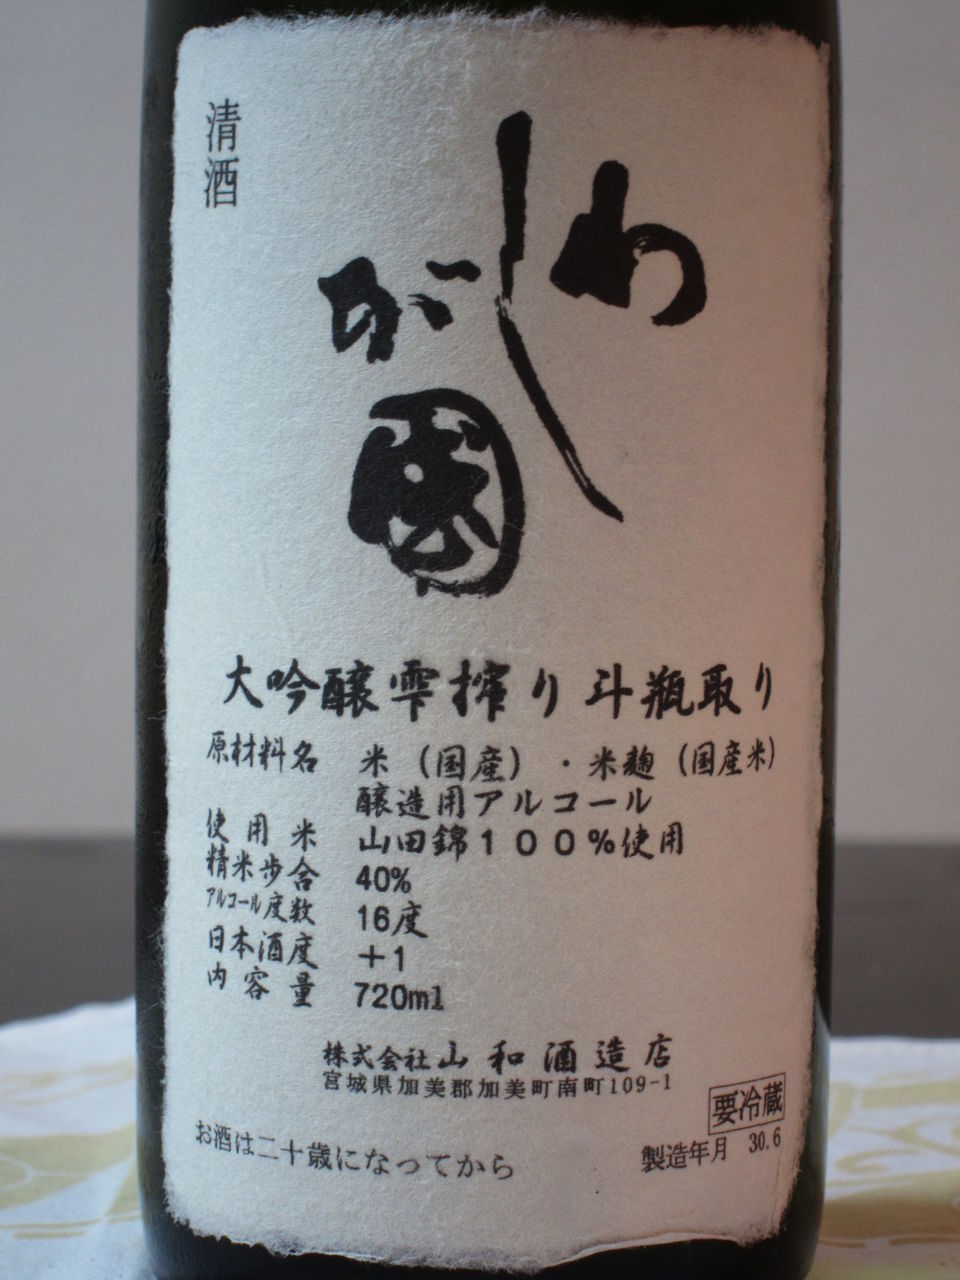 清酒
わし
が國
大吟醸雫搾り斗瓶取り
原材料名 米（国産）・米麹（国産米）
醸造用アルコール
使用米 山田錦１００％使用
精米歩合 40%
アルコール度数 16度
日本酒度 ＋1
内容量 720ml
株式会社山和酒造店
宮城県加美郡加美町南町109-1
要冷蔵
お酒は二十歳になってから
製造年月 30.6